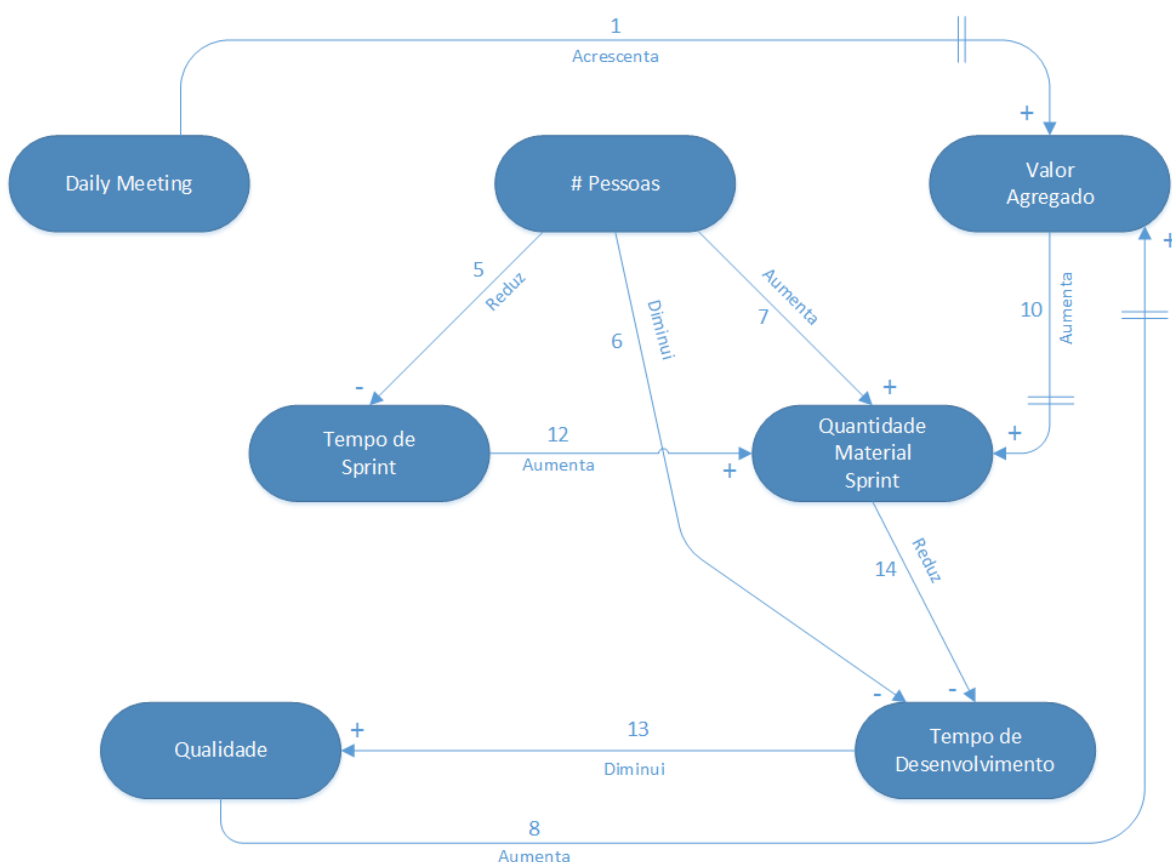 1
Acrescenta
+
Daily Meeting
# Pessoas
Valor
Agregado
+
5
Reduz
6
Diminui
Aumenta
7
10
Aumenta
-
+
Tempo de
Sprint
12
Aumenta
+
Quantidade
Material
Sprint
+
14
Reduz
-
-
Qualidade
+
13
Diminui
Tempo de
Desenvolvimento
8
Aumenta